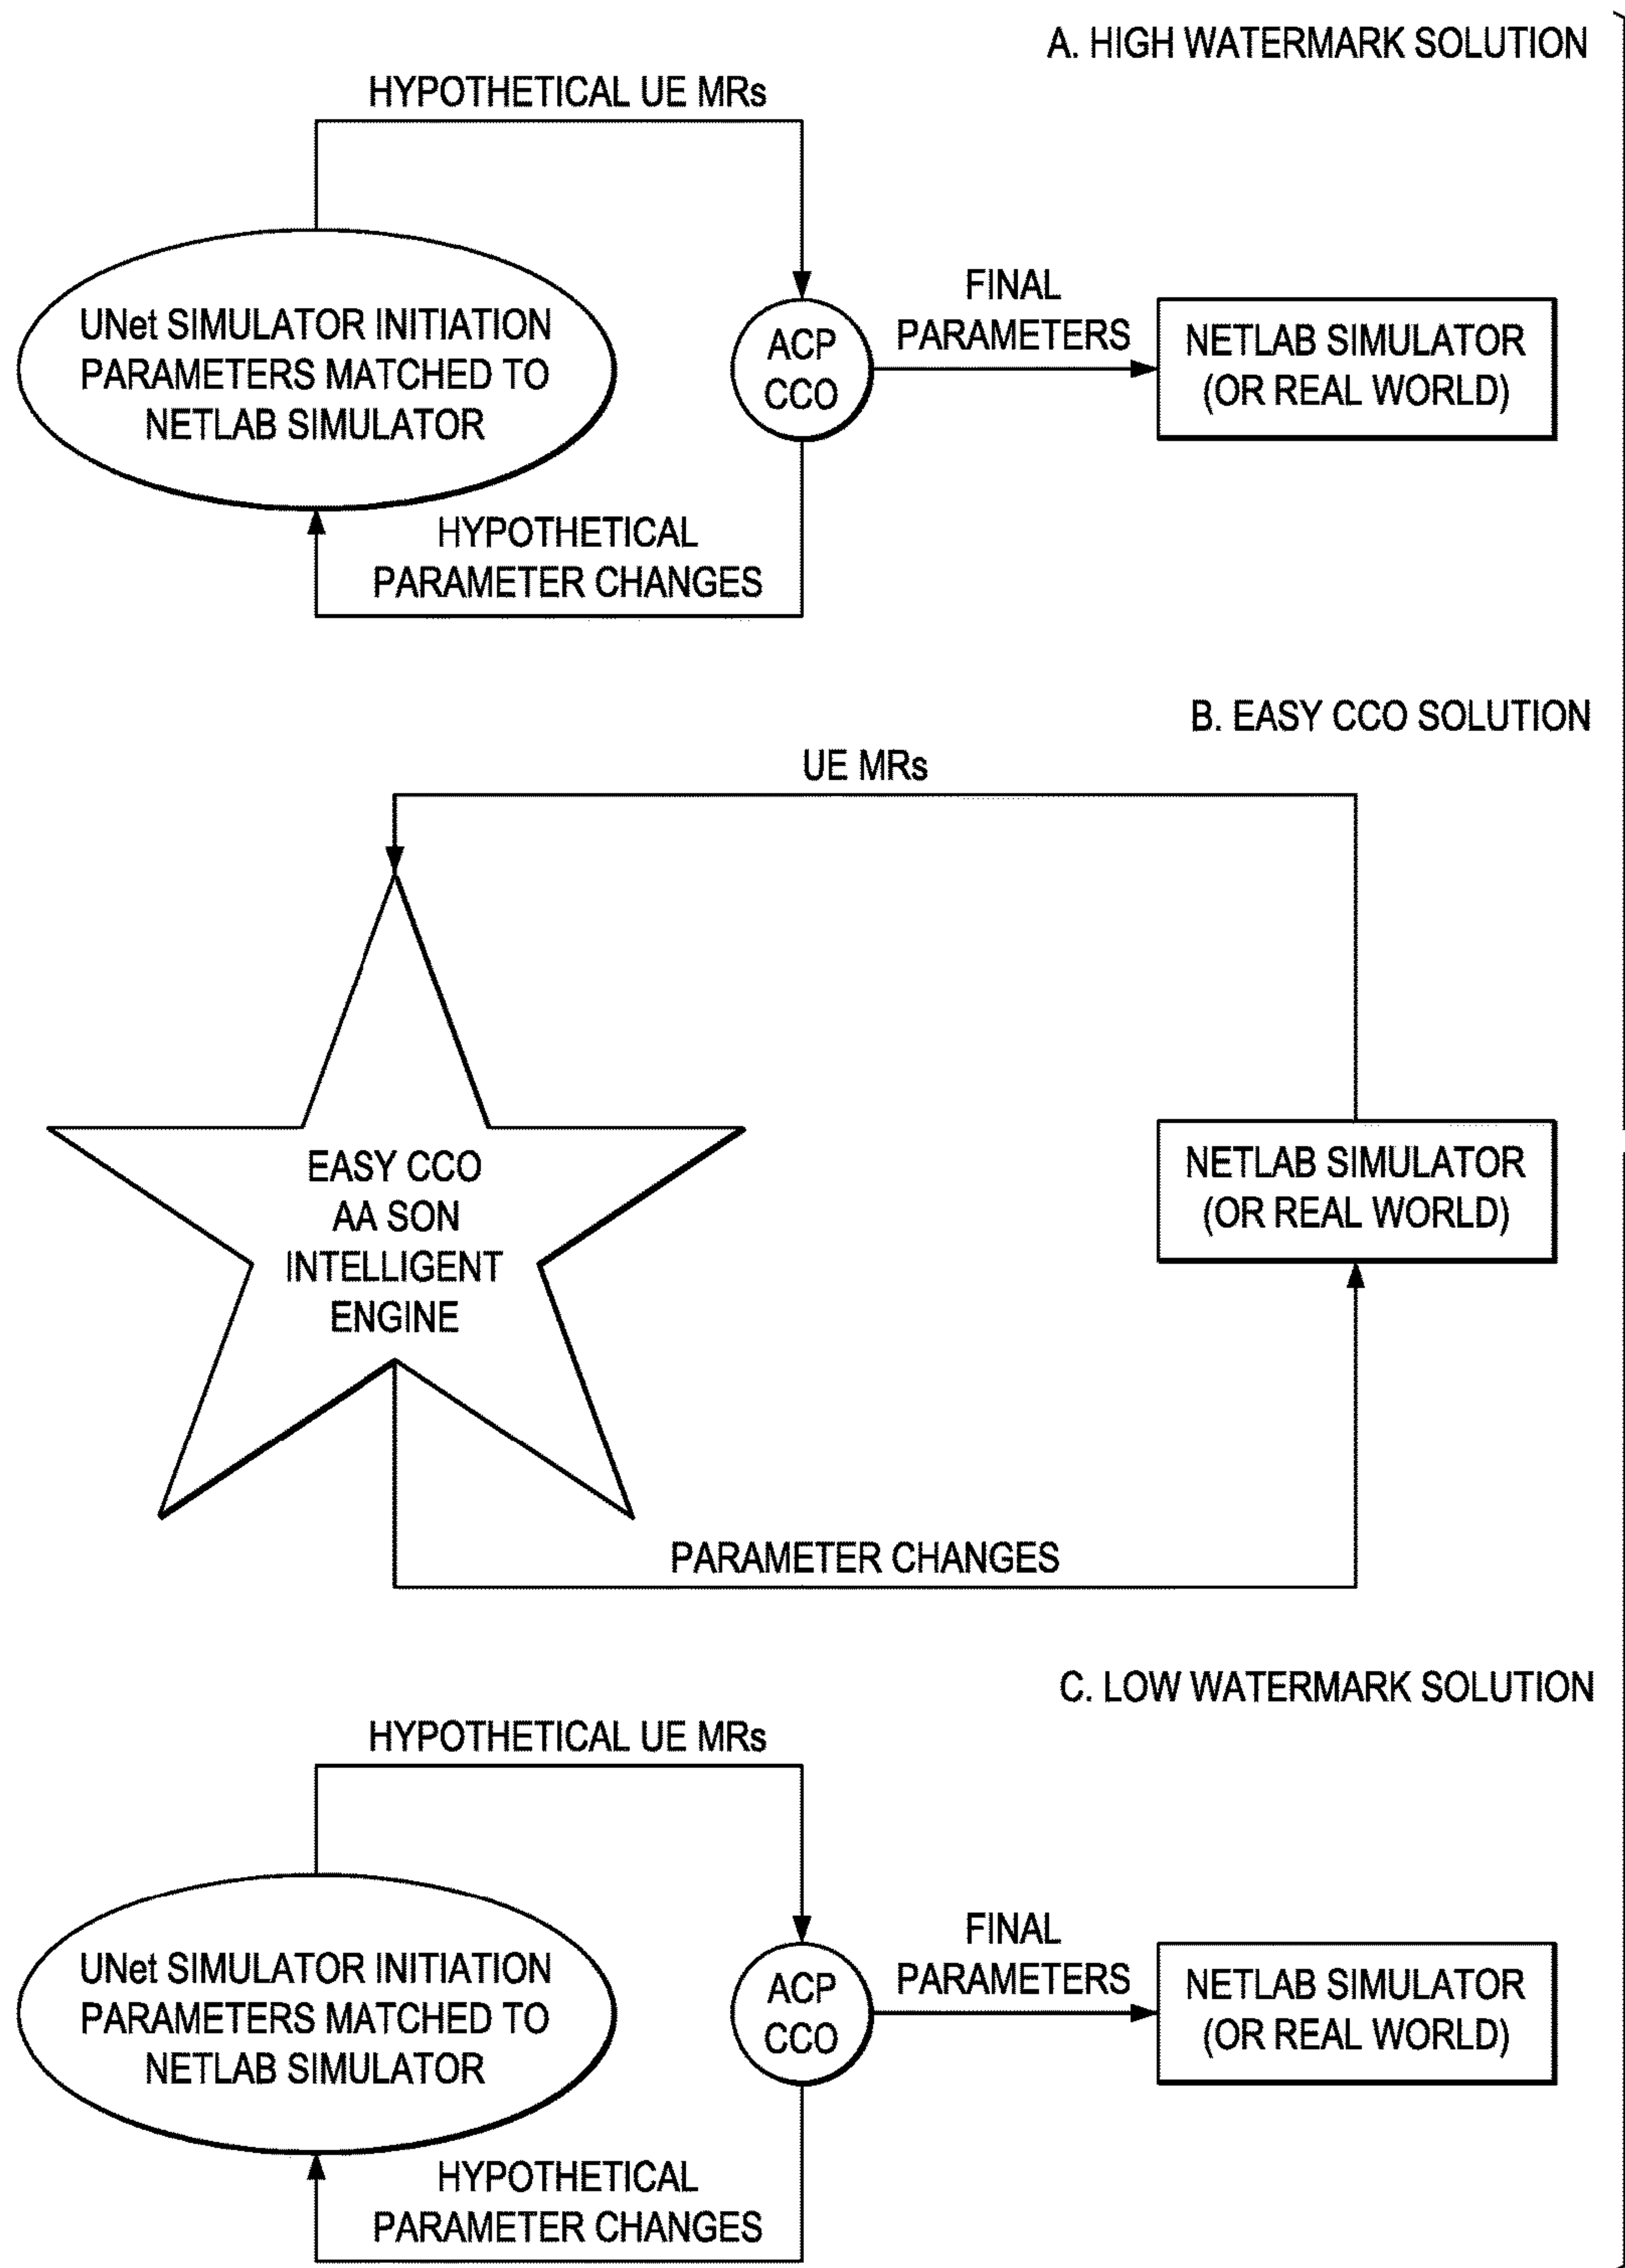 A. HIGH WATERMARK SOLUTION
HYPOTHETICAL UE MRs
UNet SIMULATOR INITIATION
PARAMETERS MATCHED TO
NETLAB SIMULATOR
ACP
CCO
FINAL
PARAMETERS
NETLAB SIMULATOR
(OR REAL WORLD)
HYPOTHETICAL
PARAMETER CHANGES
B. EASY CCO SOLUTION
UE MRs
EASY CCO
AA SON
INTELLIGENT
ENGINE
NETLAB SIMULATOR
(OR REAL WORLD)
PARAMETER CHANGES
C. LOW WATERMARK SOLUTION
HYPOTHETICAL UE MRs
UNet SIMULATOR INITIATION
PARAMETERS MATCHED TO
NETLAB SIMULATOR
ACP
CCO
FINAL
PARAMETERS
NETLAB SIMULATOR
(OR REAL WORLD)
HYPOTHETICAL
PARAMETER CHANGES